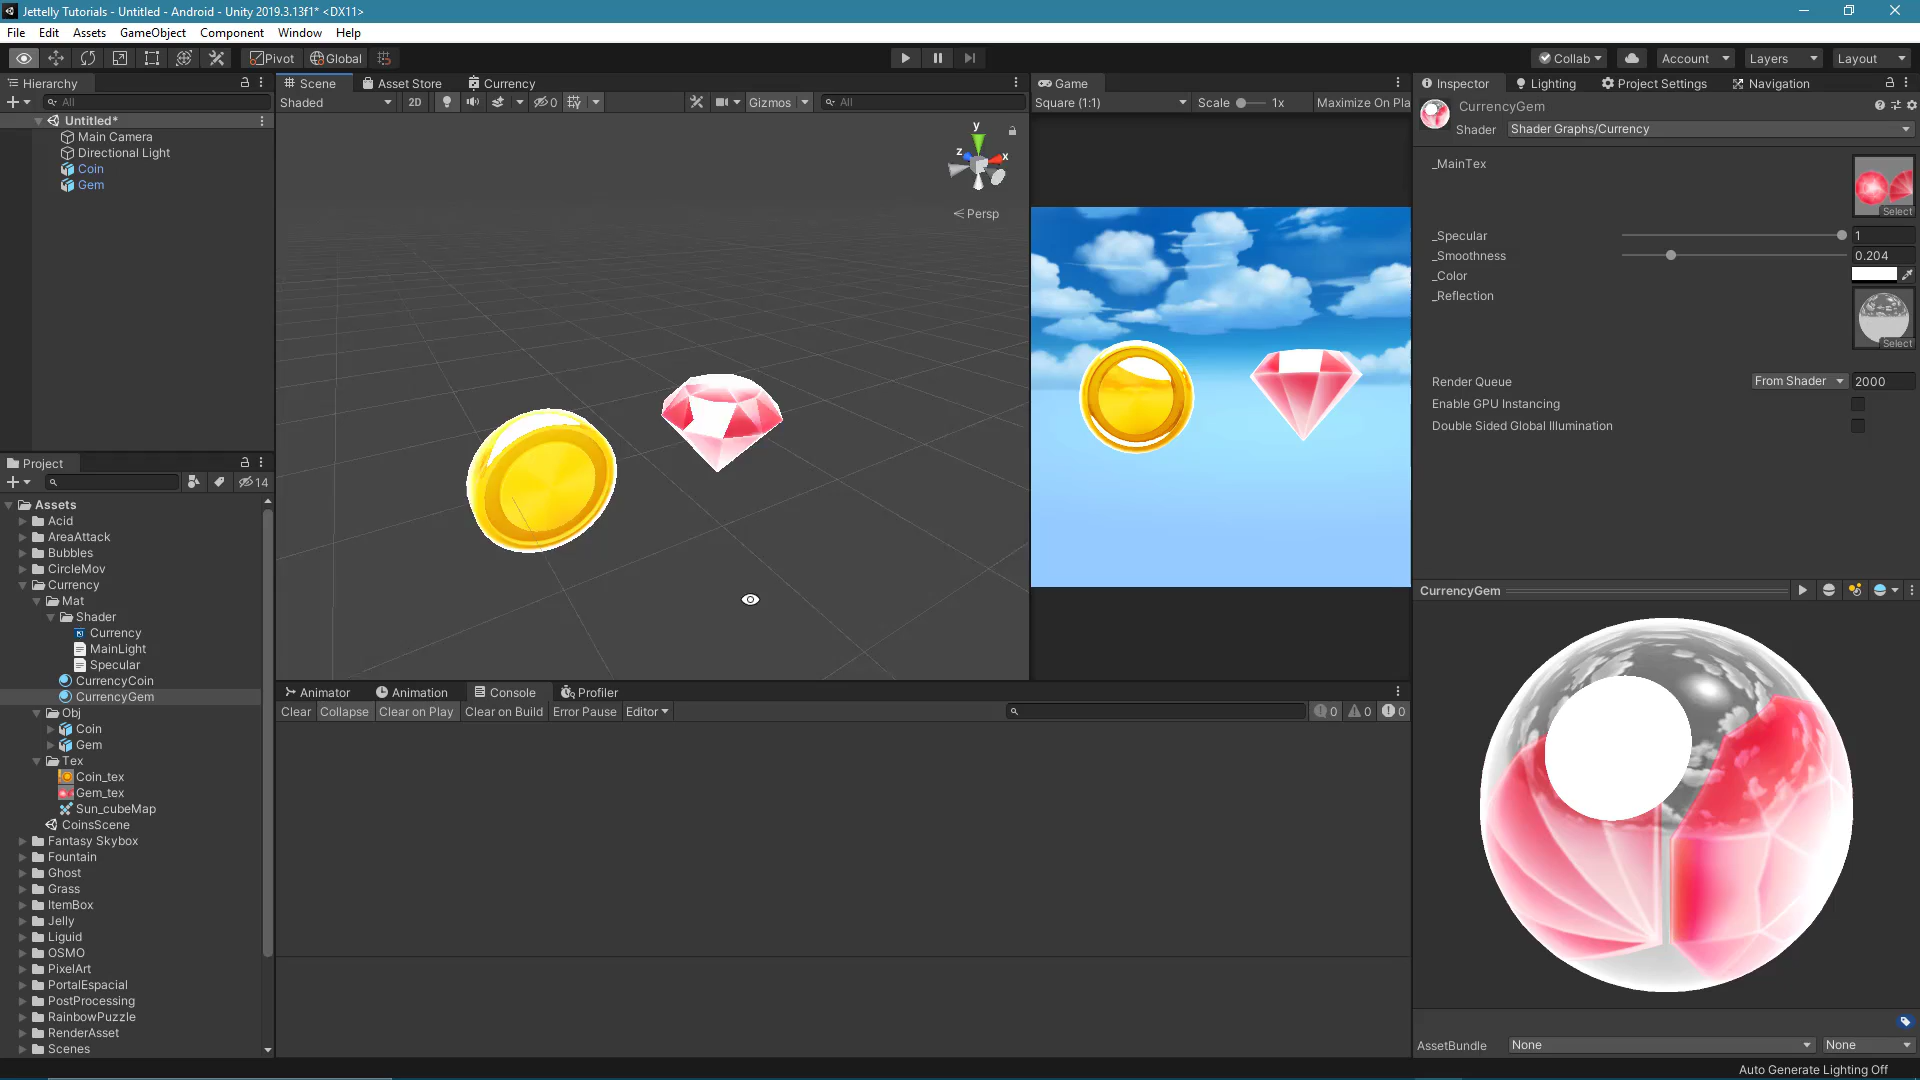 Jettelly Tutorials - Untitled - Android - Unity 2019.3.13f1* <DX11>
File Edit Assets GameObject Component Window Help
Pivot Global Collab Account Layers Layout
Hierarchy
All
Untitled*
Main Camera
Directional Light
Coin
Gem
Scene Asset Store Currency
Shaded 2D 0 Gizmos All
y
z
x
Persp
Game
Square (1:1) Scale 1x Maximize On Pla
Inspector Lighting Project Settings Navigation
CurrencyGem
Shader Shader Graphs/Currency
_MainTex
Select
_Specular 1
_Smoothness 0.204
_Color
_Reflection
Select
Render Queue From Shader 2000
Enable GPU Instancing
Double Sided Global Illumination
CurrencyGem
AssetBundle None None
Auto Generate Lighting Off
Project
14
Assets
Acid
AreaAttack
Bubbles
CircleMov
Currency
Mat
Shader
Currency
MainLight
Specular
CurrencyCoin
CurrencyGem
Obj
Coin
Gem
Tex
Coin_tex
Gem_tex
Sun_cubeMap
CoinsScene
Fantasy Skybox
Fountain
Ghost
Grass
ItemBox
Jelly
Liguid
OSMO
PixelArt
PortalEspacial
PostProcessing
RainbowPuzzle
RenderAsset
Scenes
Animator Animation Console Profiler
Clear Collapse Clear on Play Clear on Build Error Pause Editor 0 0 0